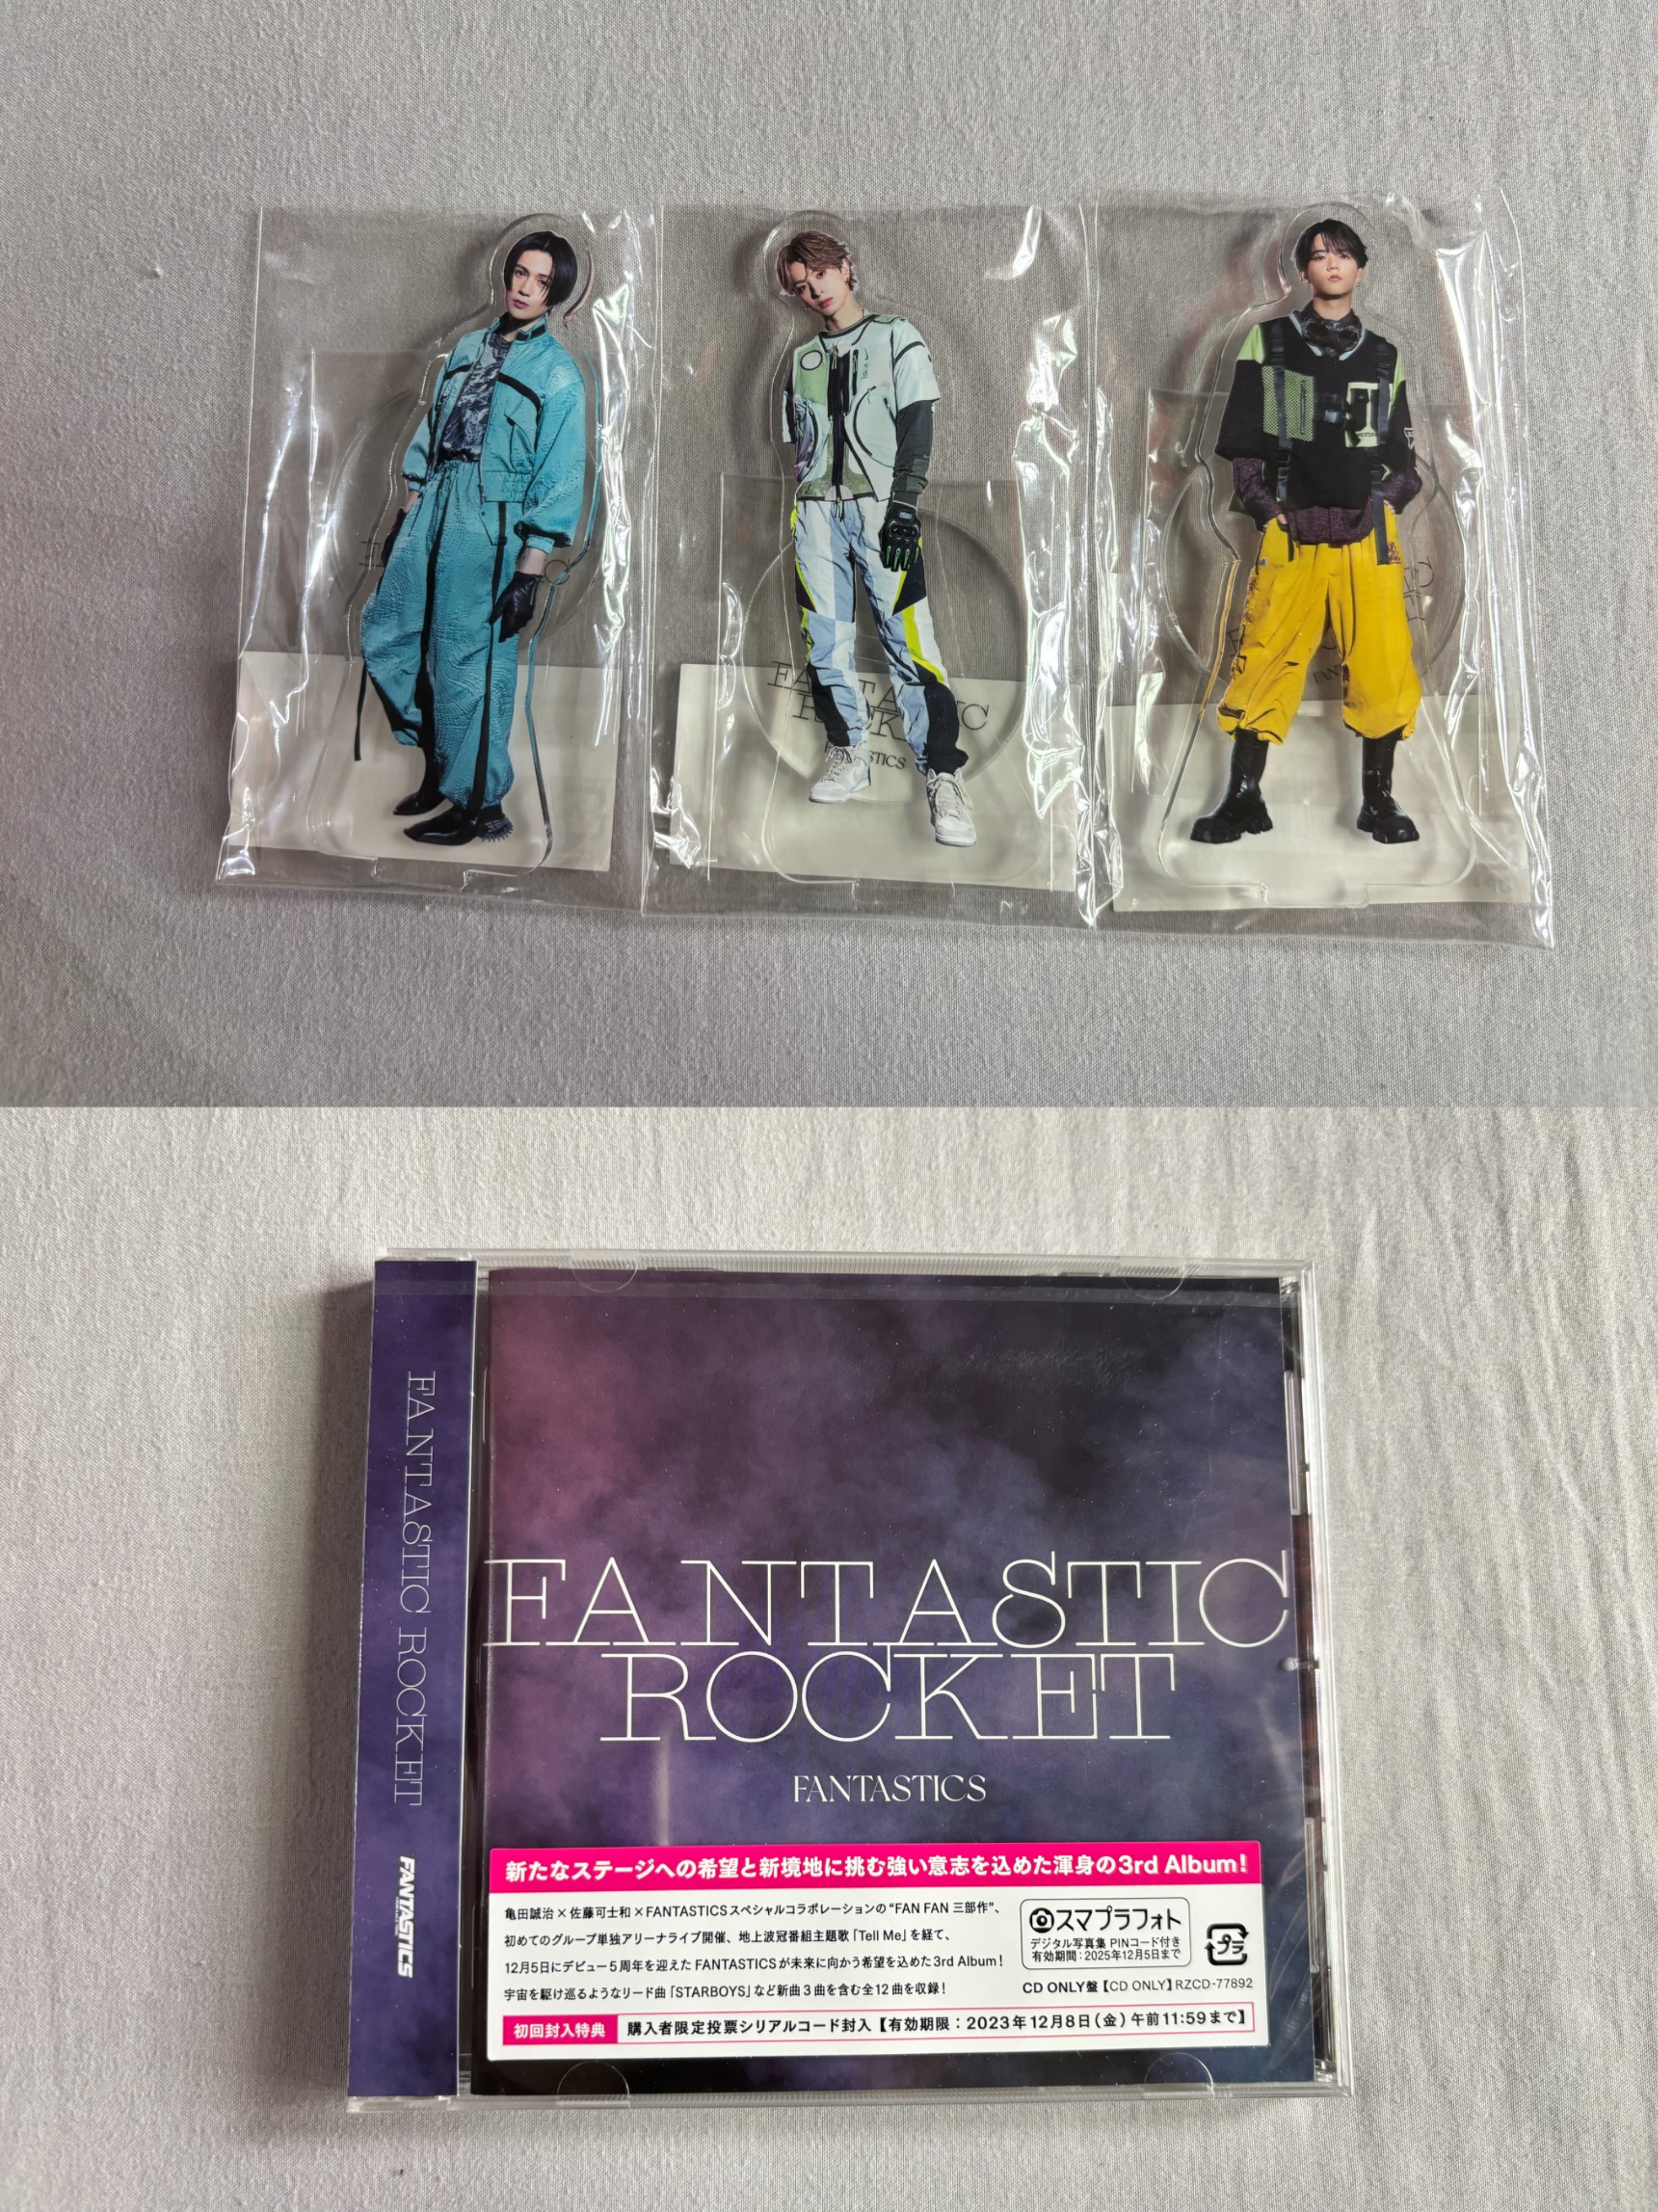 FANTASTIC
ROCKET
FANTASTICS
FANTASTIC ROCKET
FANTASTICS
FANTASTIC
ROCKET
FANTASTICS
新たなステージへの希望と新境地に挑む強い意志を込めた渾身の3rd Album!
亀田誠治×佐藤可士和×FANTASTICSスペシャルコラボレーションの“FAN FAN 三部作”、
初めてのグループ単独アリーナライブ開催、地上波冠番組主題歌「Tell Me」を経て、
12月5日にデビュー5周年を迎えたFANTASTICSが未来に向かう希望を込めた3rd Album!
宇宙を駆け巡るようなリード曲「STARBOYS」など新曲3曲を含む全12曲を収録!
スマプラフォト
デジタル写真集 PINコード付き
有効期間:2025年12月5日まで
プラ
CD ONLY盤【CD ONLY】RZCD-77892
初回封入特典 購入者限定投票シリアルコード封入【有効期限:2023年12月8日(金)午前11:59まで】